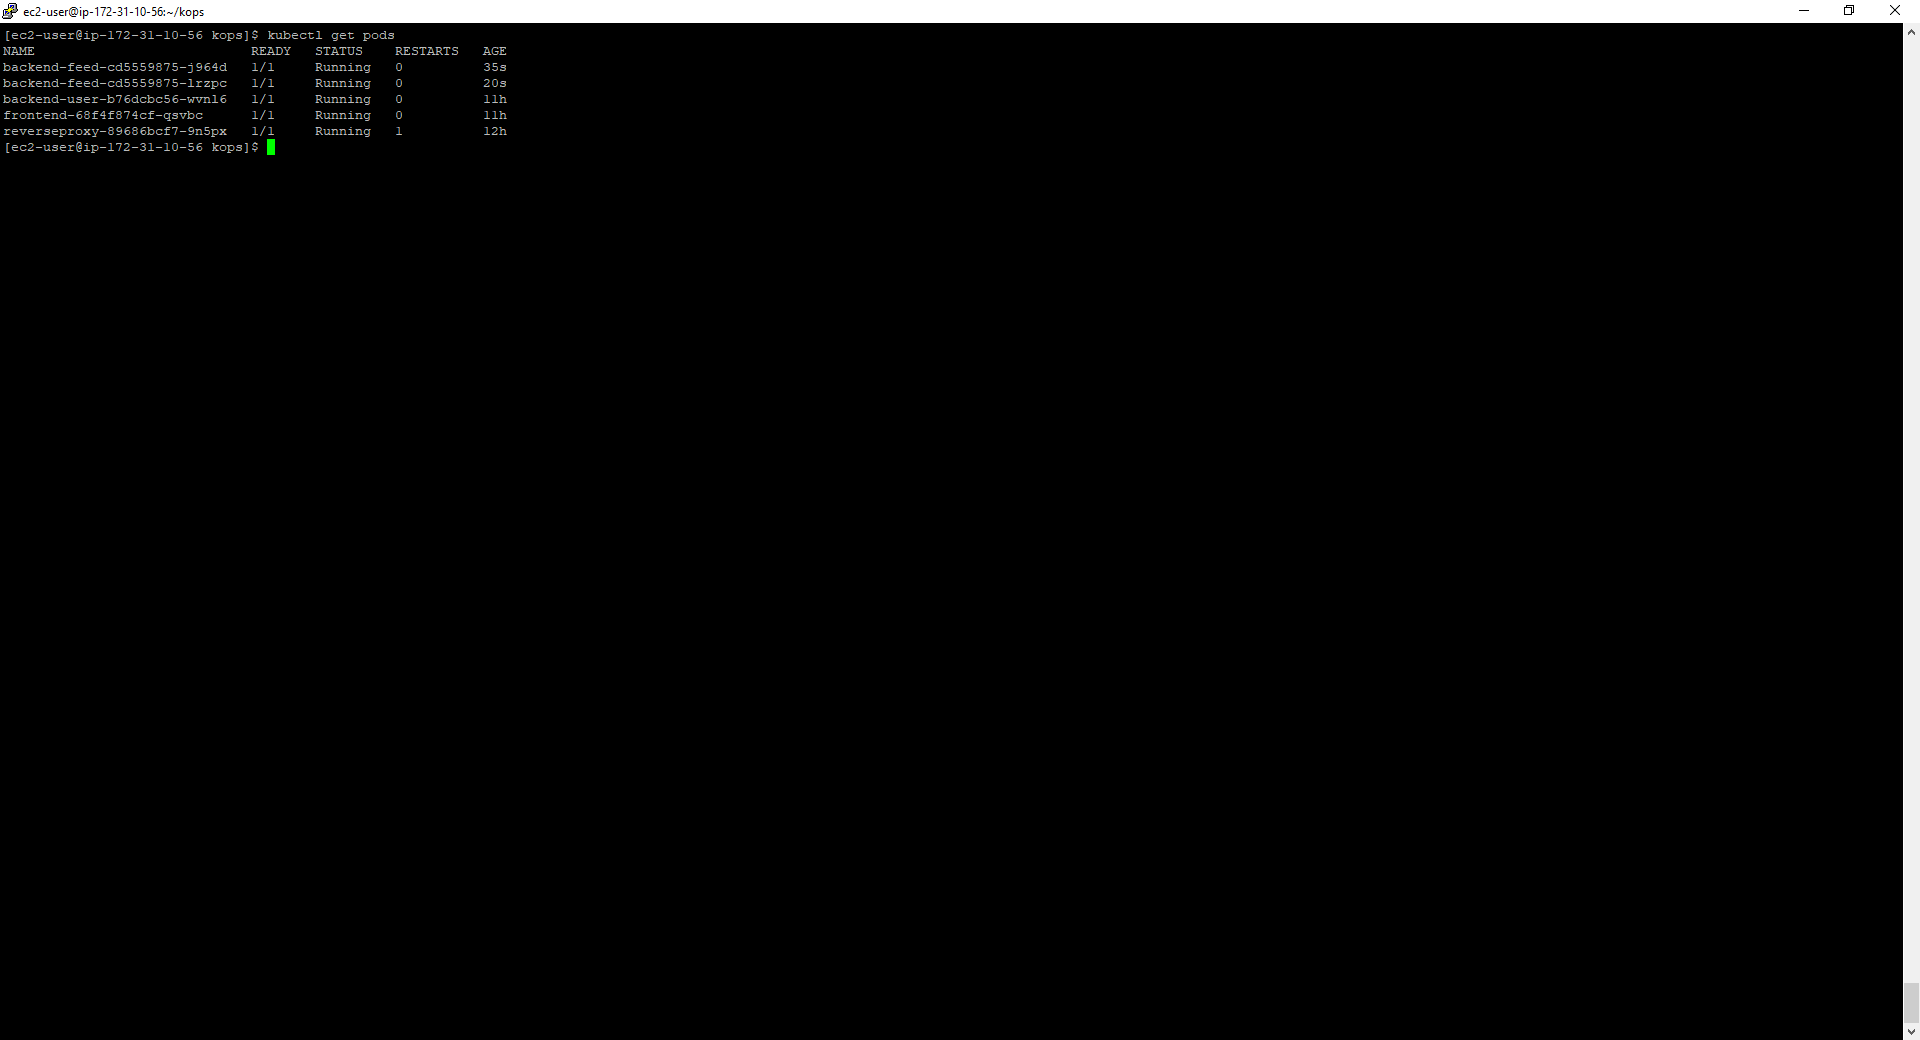 ec2-user@ip-172-31-10-56:~/kops
[ec2-user@ip-172-31-10-56 kops]$ kubectl get pods
NAME                           READY   STATUS    RESTARTS   AGE
backend-feed-cd5559875-j964d   1/1     Running   0          35s
backend-feed-cd5559875-lrzpc   1/1     Running   0          20s
backend-user-b76dcbc56-wvnl6   1/1     Running   0          11h
frontend-68f4f874cf-qsvbc      1/1     Running   0          11h
reverseproxy-89686bcf7-9n5px   1/1     Running   1          12h
[ec2-user@ip-172-31-10-56 kops]$